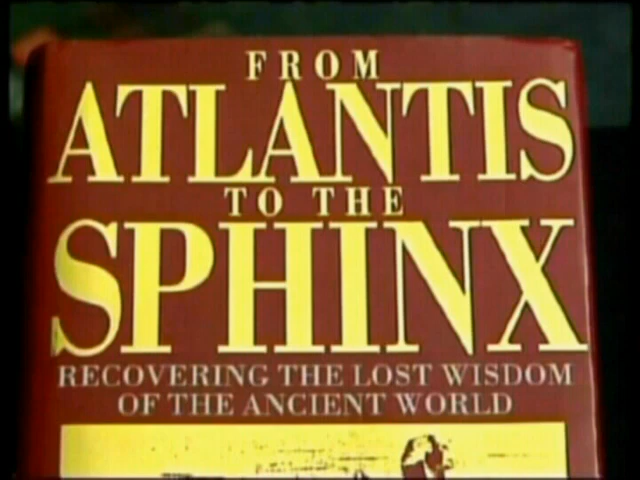 FROM
ATLANTIS
TO THE
SPHINX
RECOVERING THE LOST WISDOM
OF THE ANCIENT WORLD